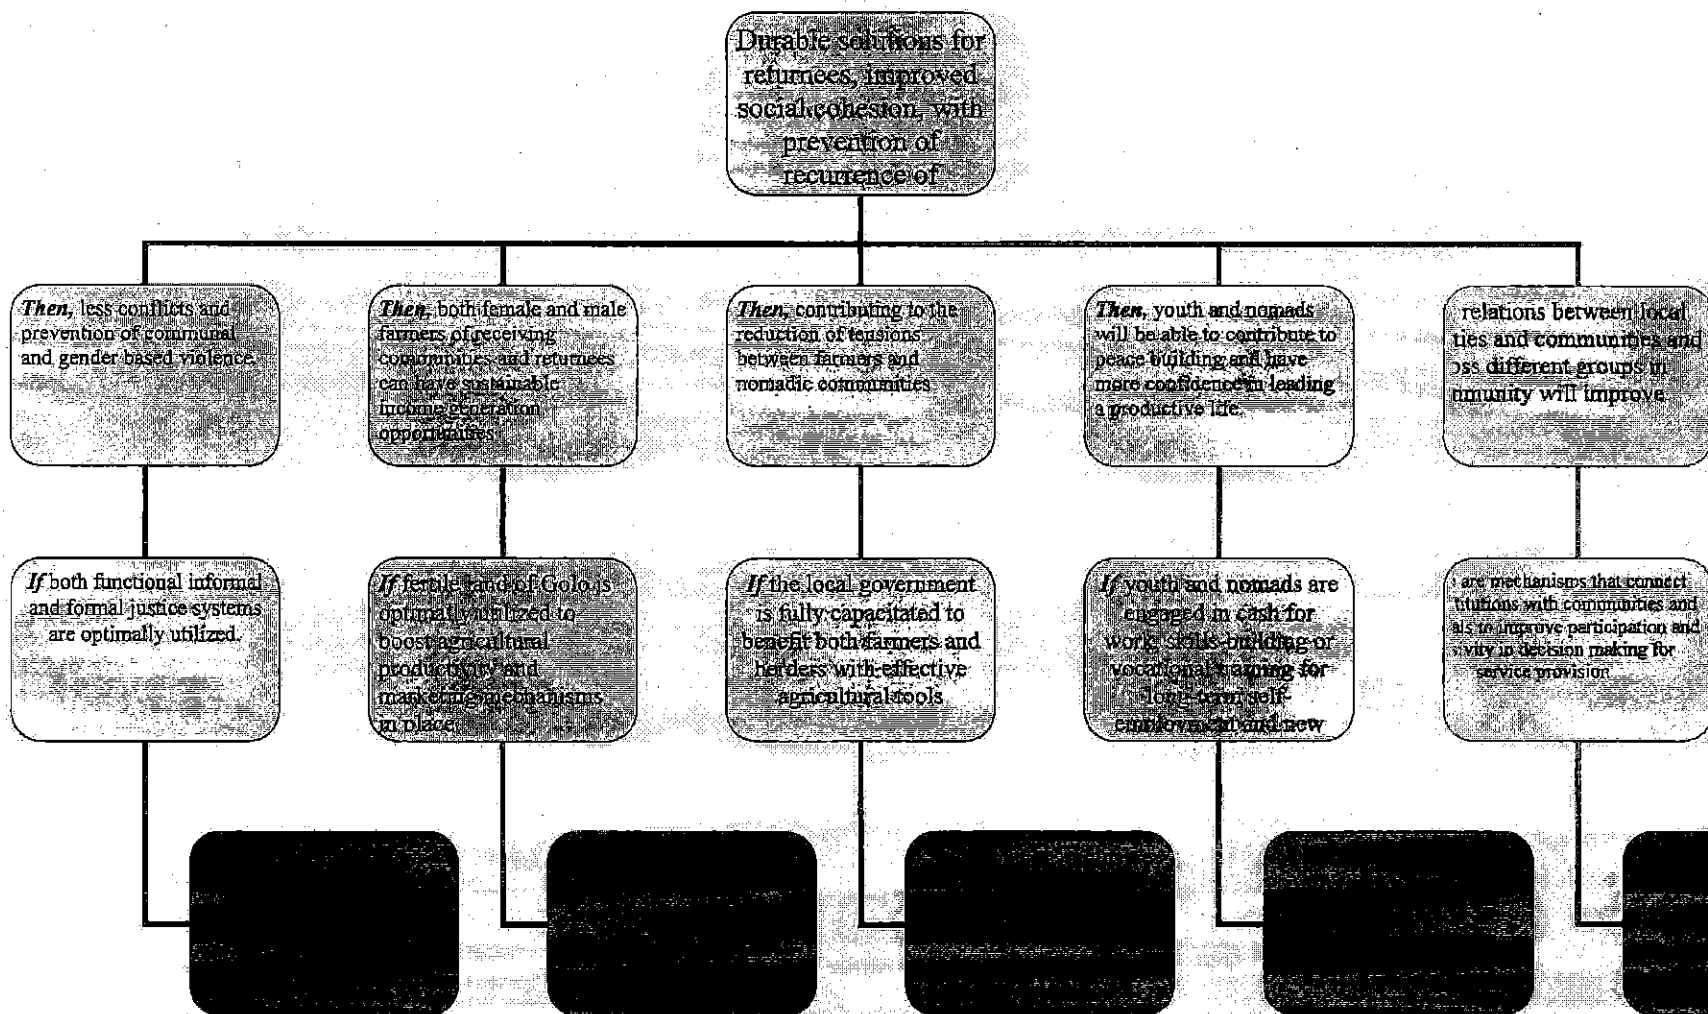 Durable solutions for
returnees, improved
social cohesion, with
prevention of
recurrence of
Then, less conflicts and
prevention of communal
and gender based violence.
Then, both female and male
farmers of receiving
communities and returnees
can have sustainable
income generation
opportunities
Then, contributing to the
reduction of tensions
between farmers and
nomadic communities
Then, youth and nomads
will be able to contribute to
peace building and have
more confidence in leading
a productive life.
relations between local
ties and communities and
oss different groups in
mmunity will improve
If both functional informal
and formal justice systems
are optimally utilized.
If fertile land of Golo is
optimally utilized to
boost agricultural
productivity and
marketing mechanisms
in place
If the local government
is fully capacitated to
benefit both farmers and
herders with effective
agricultural tools
If youth and nomads are
engaged in cash for
work, skills-building or
vocational training for
long-term self-
employment and new
are mechanisms that connect
titutions with communities and
als to improve participation and
ivity in decision making for
service provision